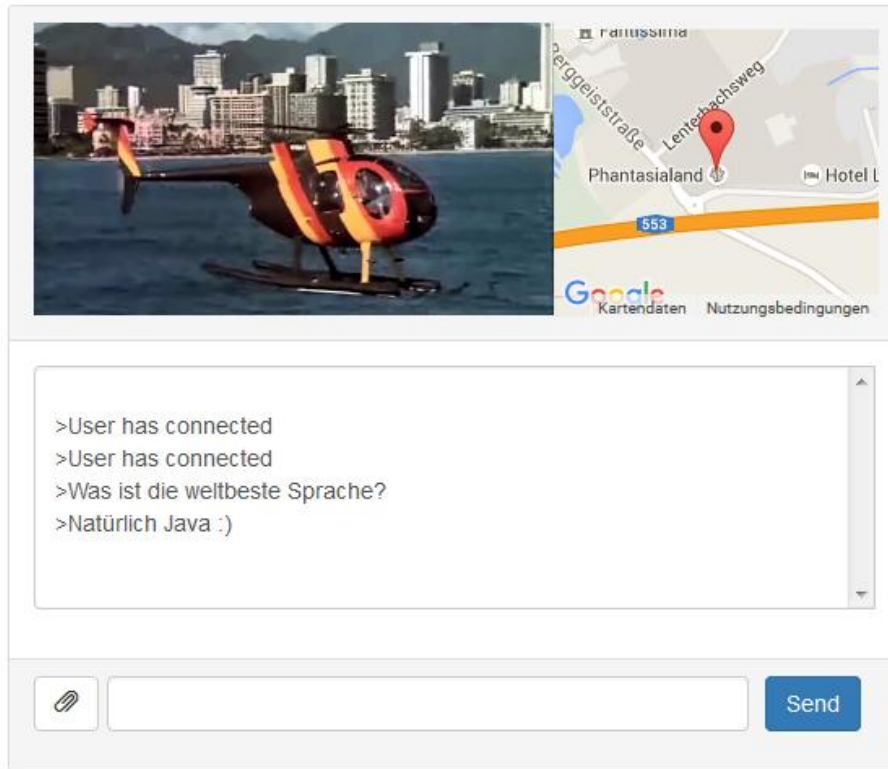 Fantissima
Berggeiststraße
Lenterbachsweg
Phantasialand
Hotel L
553
Google
Kartendaten Nutzungsbedingungen
>User has connected
>User has connected
>Was ist die weltbeste Sprache?
>Natürlich Java :)
Send